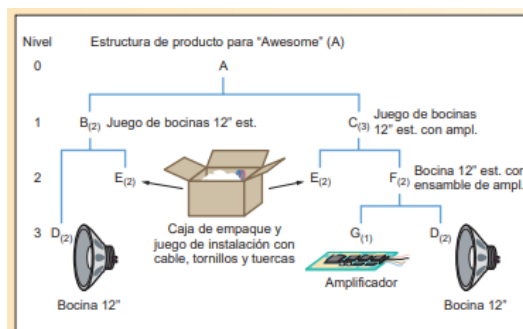 Nivel Estructura de producto para “Awesome” (A)
0 A
1 B(2) Juego de bocinas 12” est. C(3) Juego de bocinas
12” est. con ampl.
2 E(2) E(2) F(2) Bocina 12” est. con
ensamble de ampl.
Caja de empaque y
juego de instalación con
cable, tornillos y tuercas
3 D(2) G(1) D(2)
Amplificador
Bocina 12” Bocina 12”